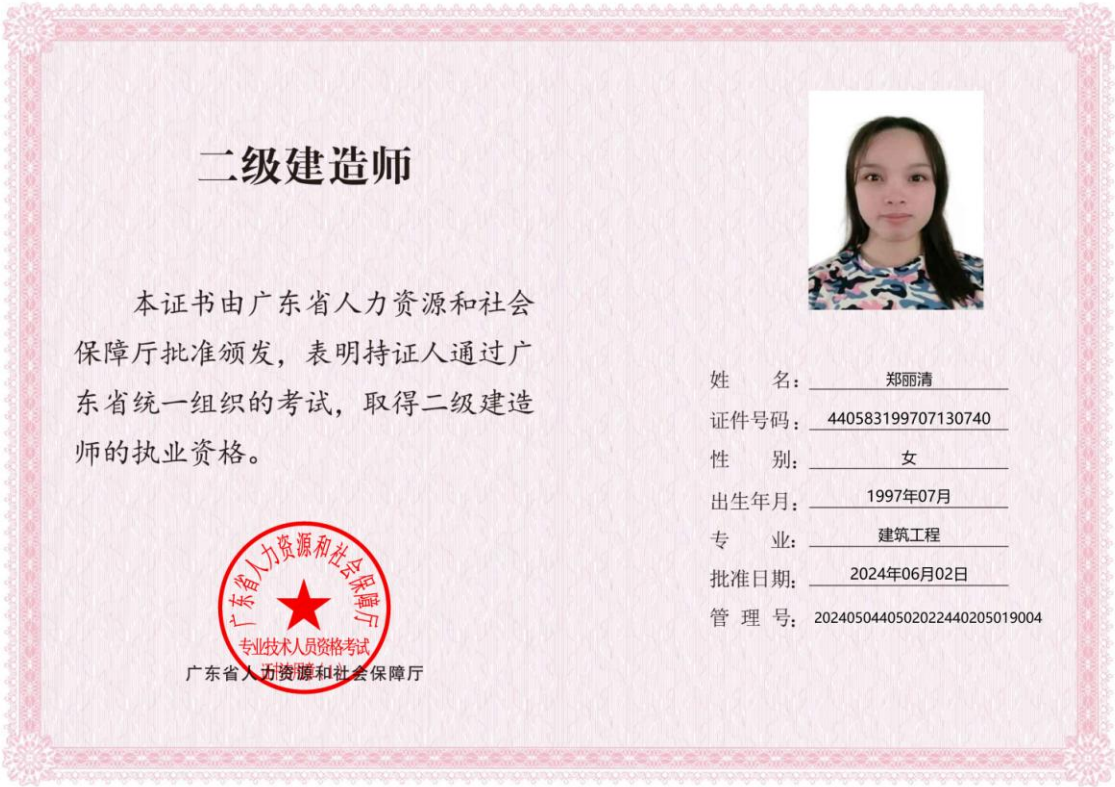 二级建造师
本证书由广东省人力资源和社会
保障厅批准颁发，表明持证人通过广
东省统一组织的考试，取得二级建造
师的执业资格。
广东省人力资源和社会保障厅
专业技术人员资格考试
广东省人力资源和社会保障厅
姓 名：郑丽清
证件号码：440583199707130740
性 别：女
出生年月：1997年07月
专 业：建筑工程
批准日期：2024年06月02日
管 理 号：20240504405020222440205019004